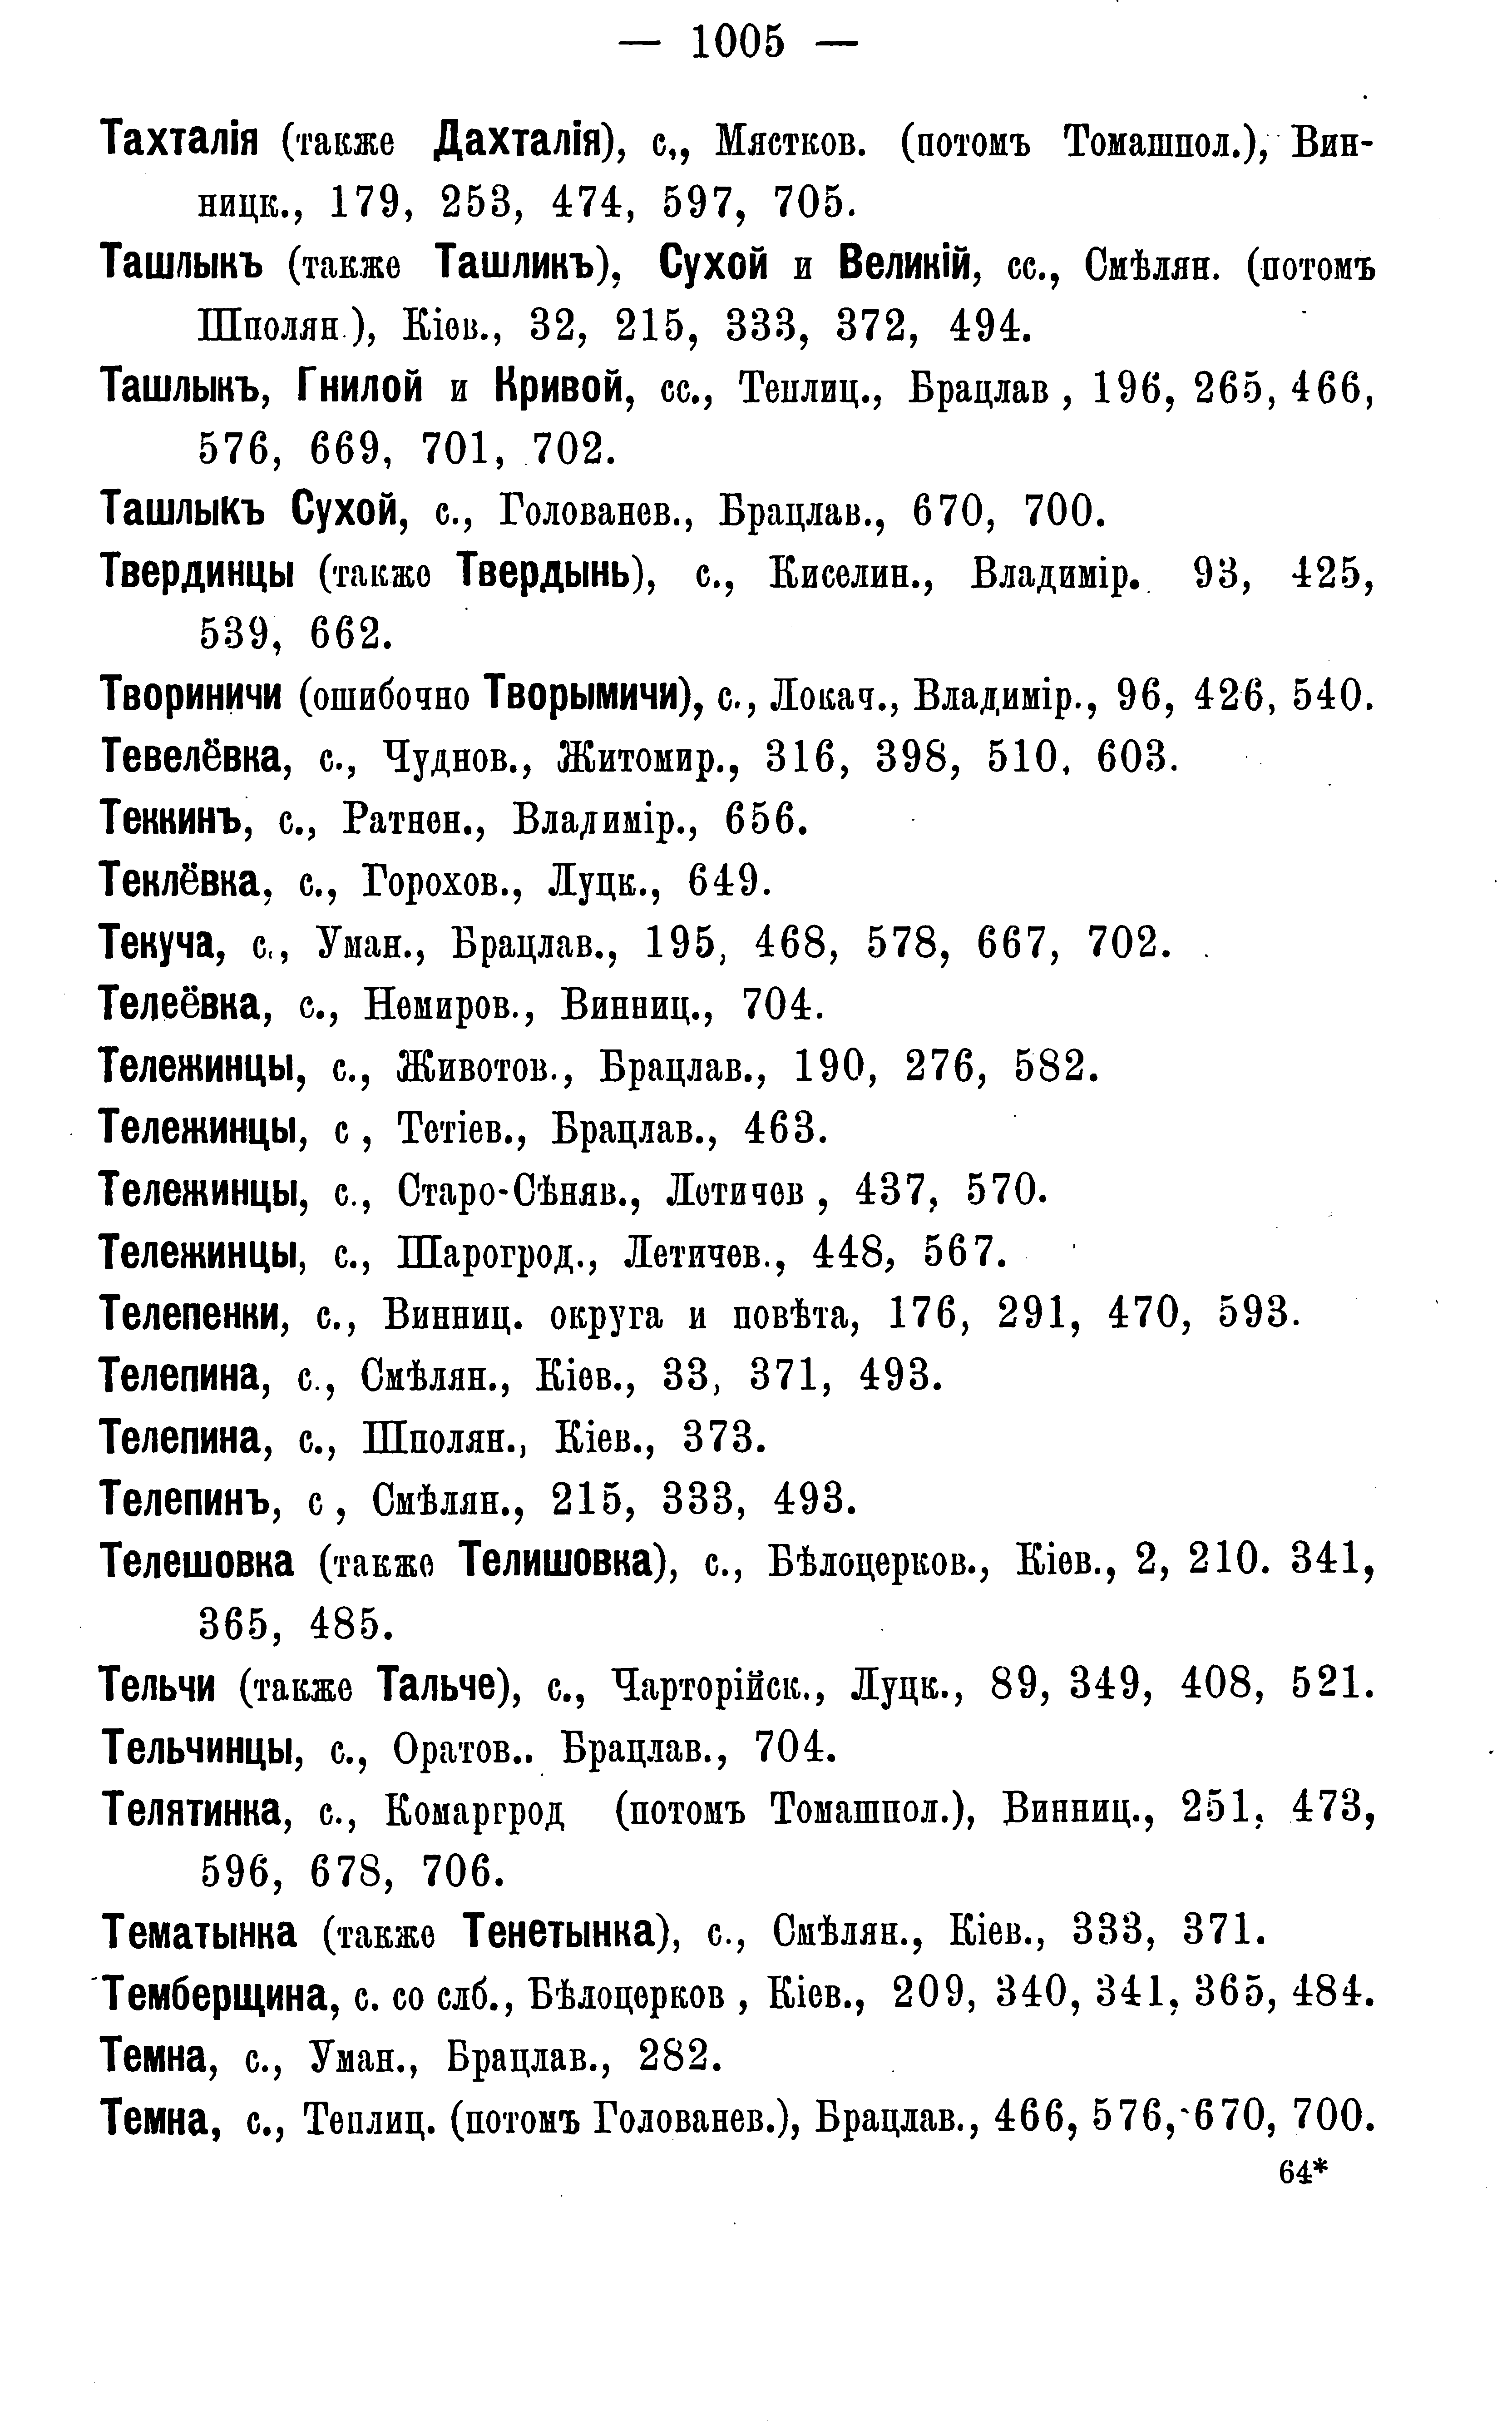 — 1005 —
Тахталія (также Дахталія), с., Мястков. (потомъ Томашпол.), Вин-
ницк., 179, 253, 474, 597, 705.
Ташлыкъ (также Ташликъ), Сухой и Великій, сс., Смѣлян. (потомъ
Шполян.), Кіев., 32, 215, 333, 372, 494.
Ташлыкъ, Гнилой и Кривой, сс., Теплиц., Брацлав , 196, 265, 466,
576, 669, 701, 702.
Ташлыкъ Сухой, с., Голованев., Брацлав., 670, 700.
Твердинцы (также Твердынь), с., Киселин., Владимір. 93, 425,
539, 662.
Твориничи (ошибочно Творымичи), с., Локач., Владимір., 96, 426, 540.
Тевелёвка, с., Чуднов., Житомир., 316, 398, 510, 603.
Теккинъ, с., Ратнен., Владимір., 656.
Теклёвка, с., Горохов., Луцк., 649.
Текуча, с., Уман., Брацлав., 195, 468, 578, 667, 702.
Телеёвка, с., Немиров., Винниц., 704.
Тележинцы, с., Животов., Брацлав., 190, 276, 582.
Тележинцы, с , Тетіев., Брацлав., 463.
Тележинцы, с., Старо-Сѣняв., Летичев , 437, 570.
Тележинцы, с., Шарогрод., Летичев., 448, 567.
Телепенки, с., Винниц. округа и повѣта, 176, 291, 470, 593.
Телепина, с., Смѣлян., Кіев., 33, 371, 493.
Телепина, с., Шполян., Кіев., 373.
Телепинъ, с , Смѣлян., 215, 333, 493.
Телешовка (также Телишовка), с., Бѣлоцерков., Кіев., 2, 210. 341,
365, 485.
Тельчи (также Тальче), с., Чарторійск., Луцк., 89, 349, 408, 521.
Тельчинцы, с., Оратов.. Брацлав., 704.
Телятинка, с., Комаргрод (потомъ Томашпол.), Винниц., 251, 473,
596, 678, 706.
Тематынка (также Тенетынка), с., Смѣлян., Кіев., 333, 371.
Темберщина, с. со слб., Бѣлоцерков , Кіев., 209, 340, 341, 365, 484.
Темна, с., Уман., Брацлав., 282.
Темна, с., Теплиц. (потомъ Голованев.), Брацлав., 466, 576, 670, 700.
64*